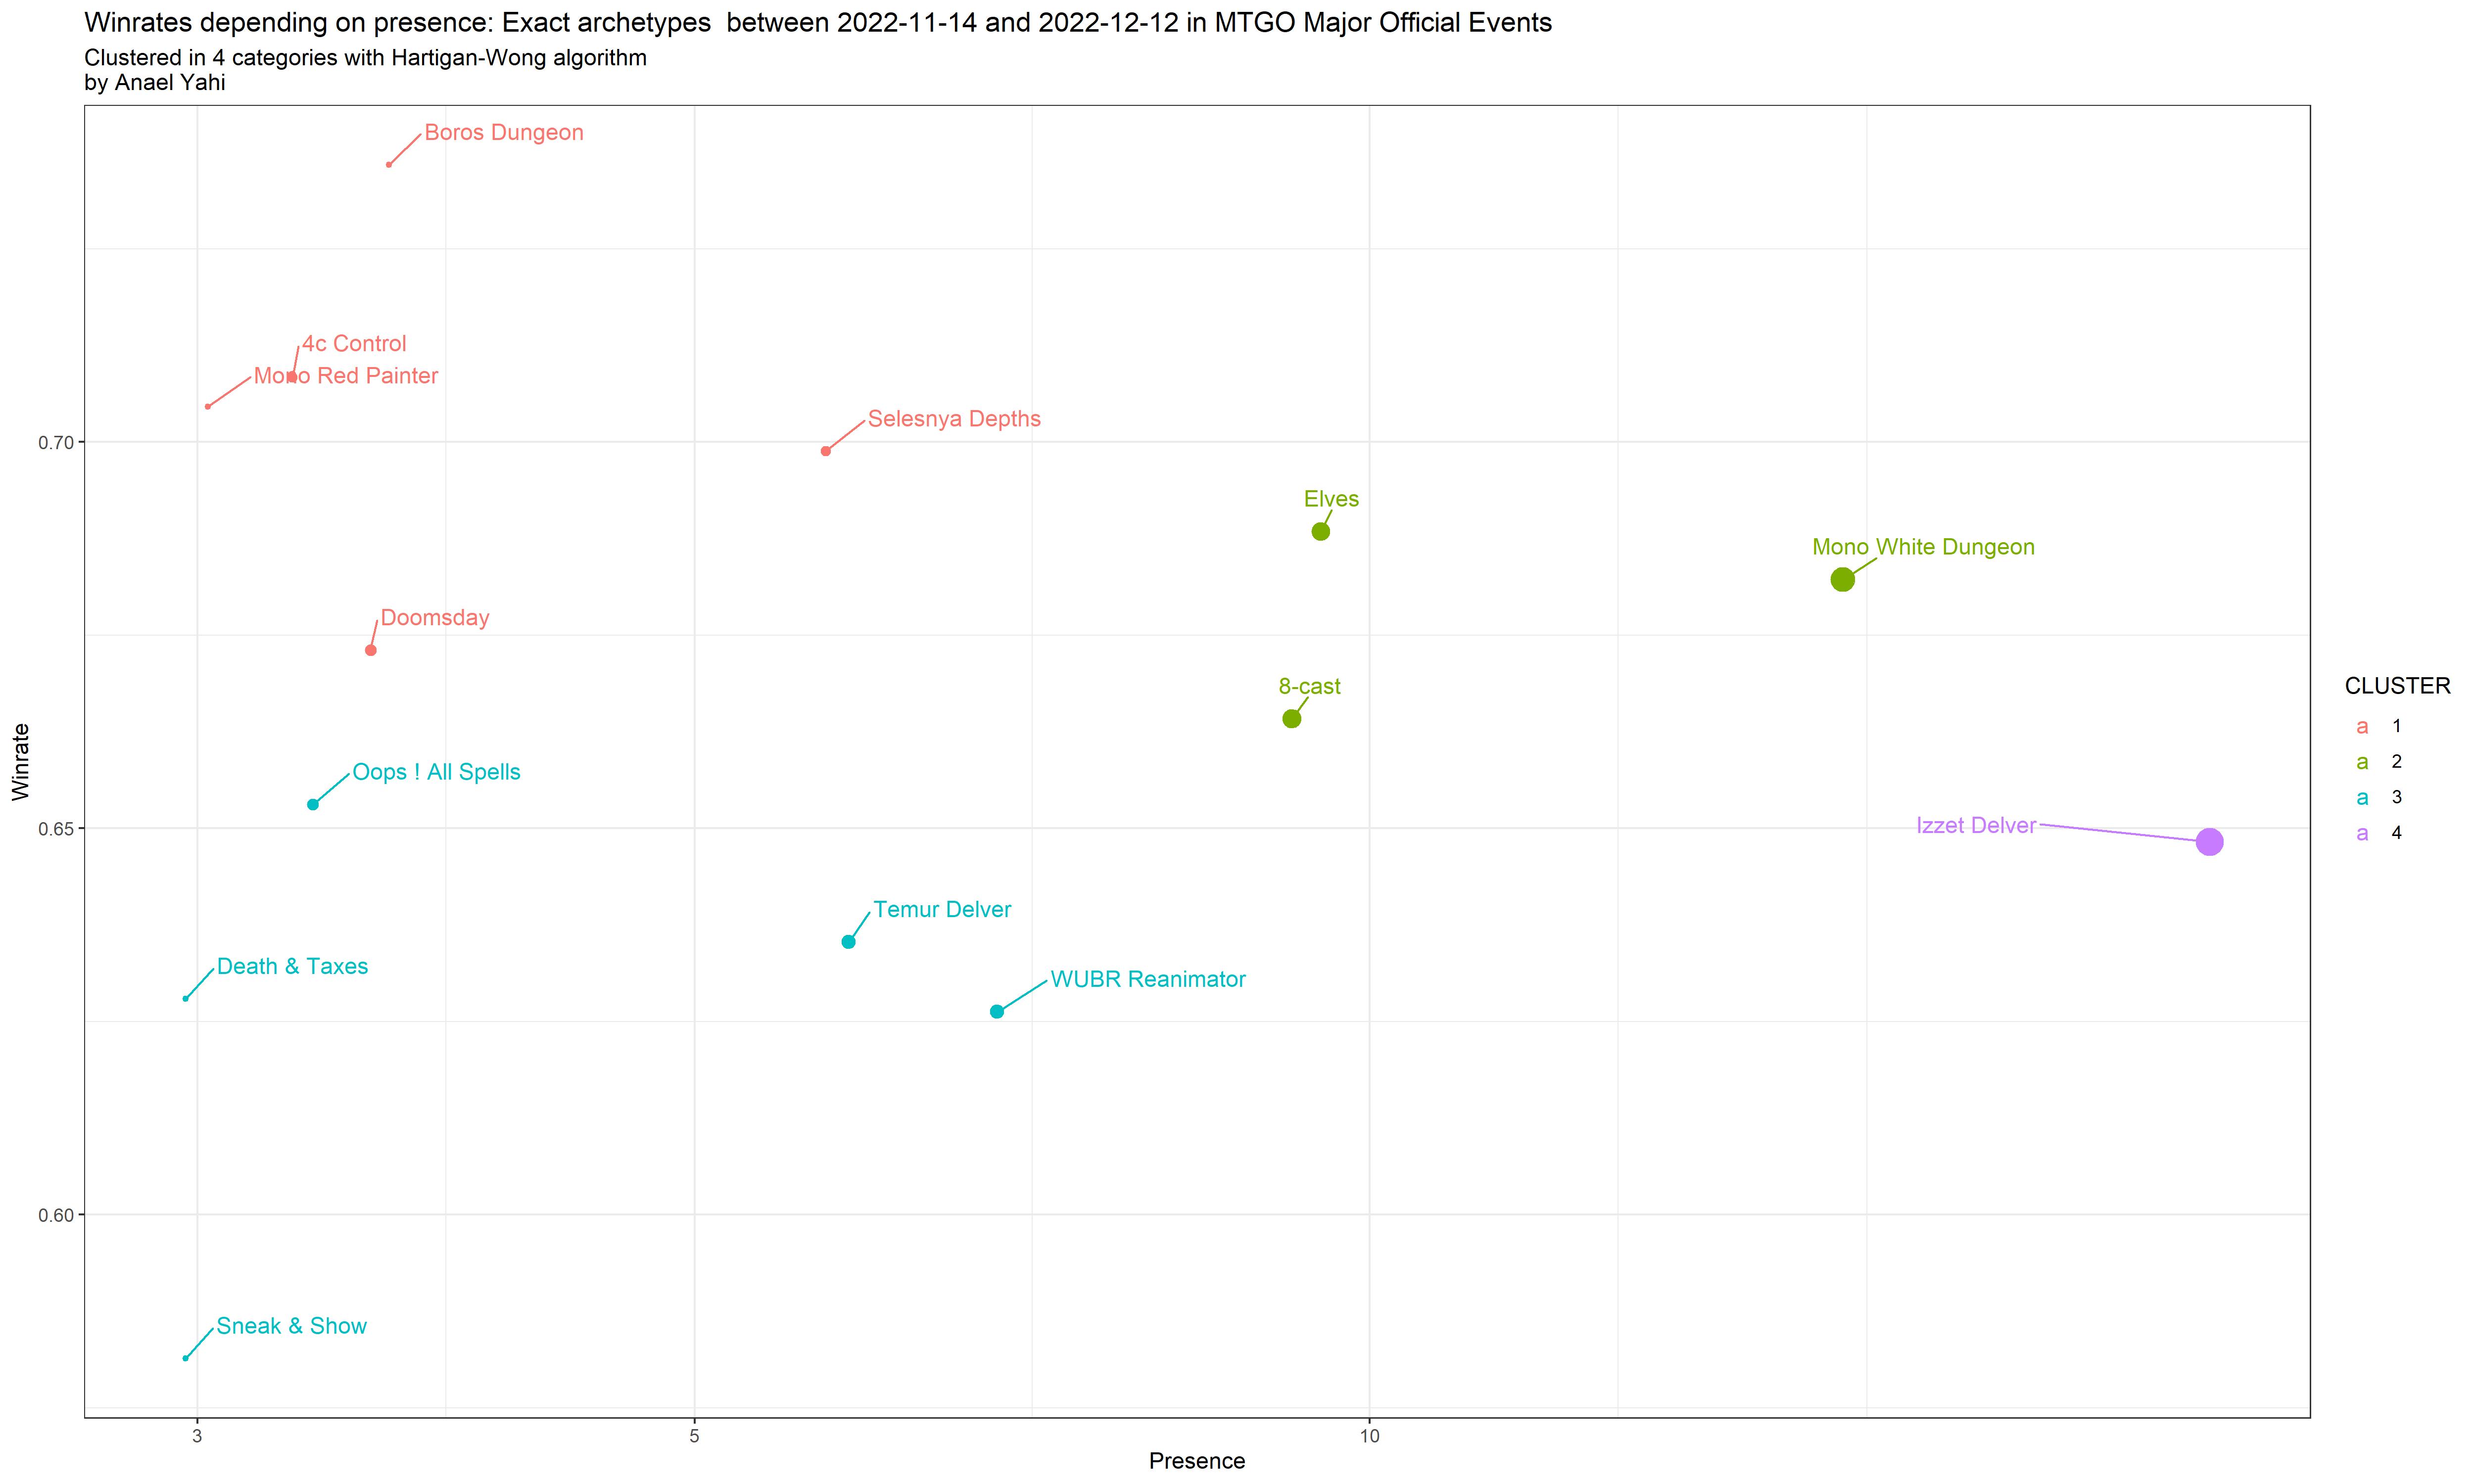 Winrates depending on presence: Exact archetypes  between 2022-11-14 and 2022-12-12 in MTGO Major Official Events
Clustered in 4 categories with Hartigan-Wong algorithm
by Anael Yahi
Boros Dungeon
4c Control
Mono Red Painter
Selesnya Depths
Elves
Mono White Dungeon
Doomsday
8-cast
Oops ! All Spells
Izzet Delver
Temur Delver
Death & Taxes
WUBR Reanimator
Sneak & Show
0.70
0.65
0.60
Winrate
3
5
10
Presence
CLUSTER
a 1
a 2
a 3
a 4